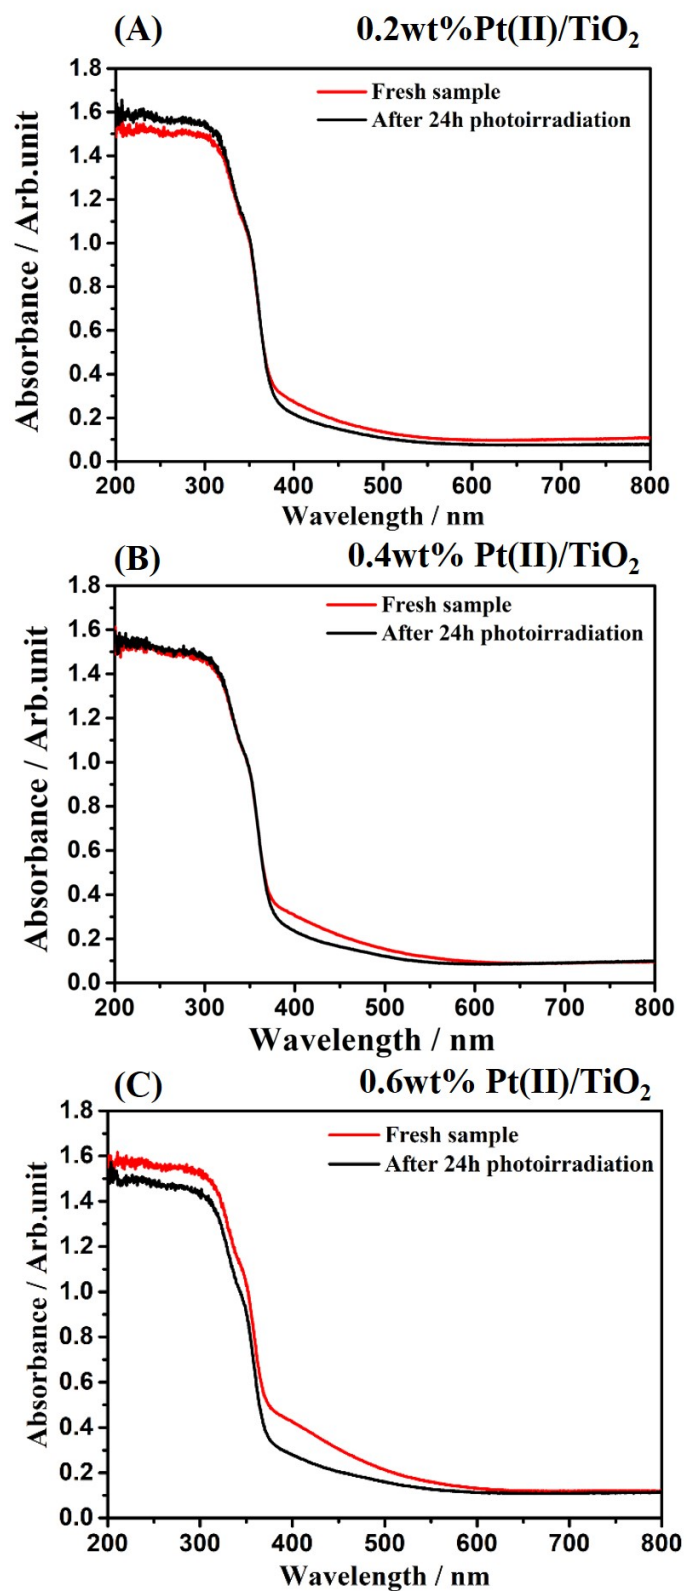 (A) 0.2wt%Pt(II)/TiO₂
1.8
1.6
1.4
1.2
1.0
0.8
0.6
0.4
0.2
0.0
Absorbance / Arb.unit
Fresh sample
After 24h photoirradiation
200 300 400 500 600 700 800
Wavelength / nm
(B) 0.4wt% Pt(II)/TiO₂
1.8
1.6
1.4
1.2
1.0
0.8
0.6
0.4
0.2
0.0
Absorbance / Arb.unit
Fresh sample
After 24h photoirradiation
200 300 400 500 600 700 800
Wavelength / nm
(C) 0.6wt% Pt(II)/TiO₂
1.8
1.6
1.4
1.2
1.0
0.8
0.6
0.4
0.2
0.0
Absorbance / Arb.unit
Fresh sample
After 24h photoirradiation
200 300 400 500 600 700 800
Wavelength / nm